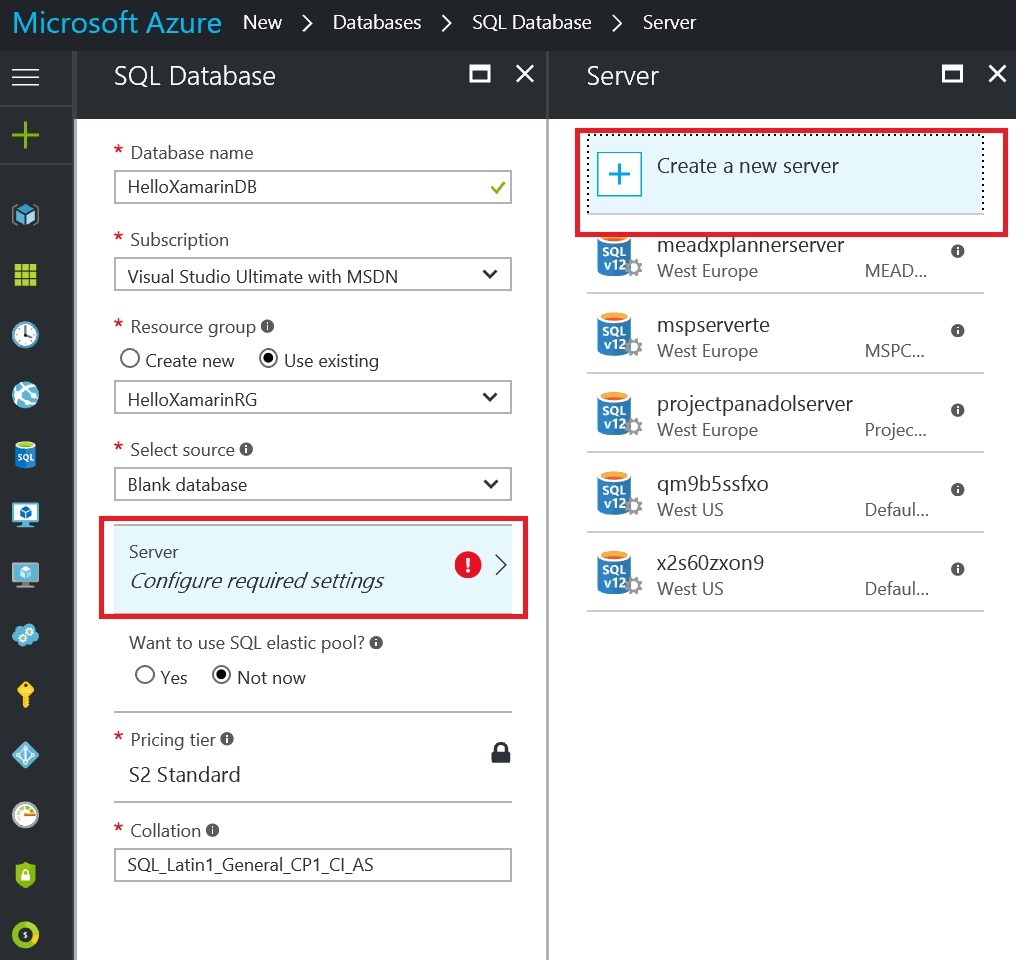 Microsoft Azure New > Databases > SQL Database > Server
SQL Database
* Database name
HelloXamarinDB
* Subscription
Visual Studio Ultimate with MSDN
* Resource group
Create new Use existing
HelloXamarinRG
* Select source
Blank database
Server
Configure required settings
Want to use SQL elastic pool?
Yes Not now
* Pricing tier
S2 Standard
* Collation
SQL_Latin1_General_CP1_CI_AS
Server
Create a new server
meadxplannerserver
West Europe MEAD...
mspserverte
West Europe MSPC...
projectpanadolserver
West Europe Projec...
qm9b5ssfxo
West US Defaul...
x2s60zxon9
West US Defaul...
SQL
SQL
v12
SQL
v12
SQL
v12
SQL
v12
SQL
v12